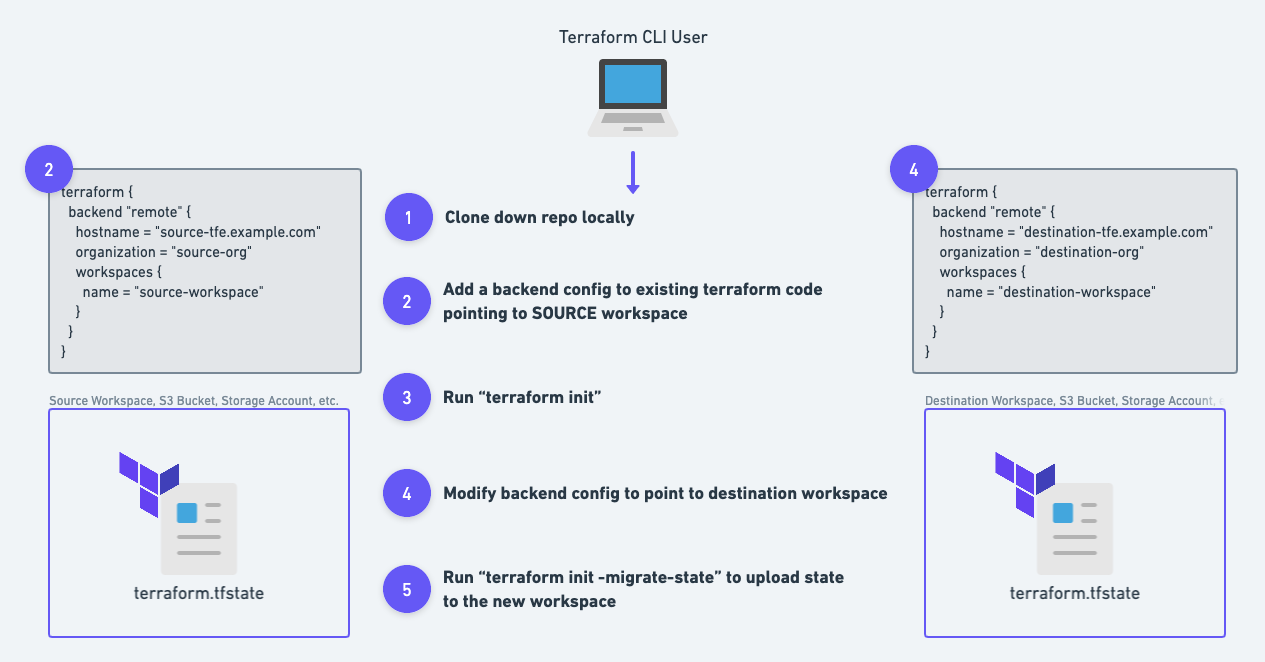 Terraform CLI User
2
terraform {
backend "remote" {
hostname = "source-tfe.example.com"
organization = "source-org"
workspaces {
name = "source-workspace"
}
}
}
Source Workspace, S3 Bucket, Storage Account, etc.
terraform.tfstate
1
Clone down repo locally
2
Add a backend config to existing terraform code
pointing to SOURCE workspace
3
Run “terraform init”
4
Modify backend config to point to destination workspace
5
Run “terraform init -migrate-state” to upload state
to the new workspace
4
terraform {
backend "remote" {
hostname = "destination-tfe.example.com"
organization = "destination-org"
workspaces {
name = "destination-workspace"
}
}
}
Destination Workspace, S3 Bucket, Storage Account,
terraform.tfstate